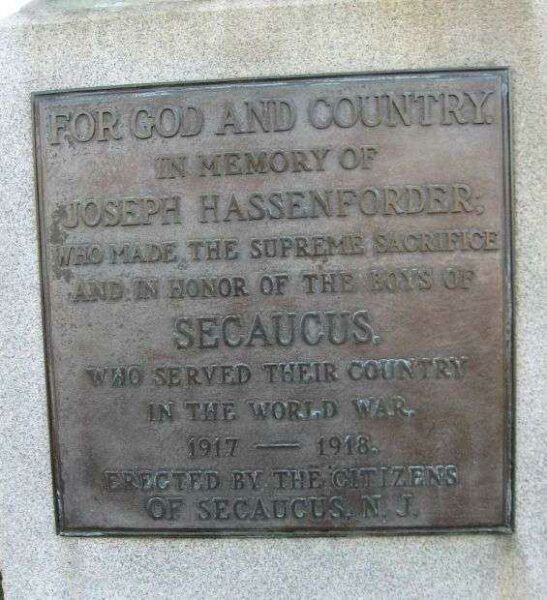 FOR GOD AND COUNTRY.
IN MEMORY OF
JOSEPH HASSENFORDER;
WHO MADE THE SUPREME SACRIFICE
AND IN HONOR OF THE BOYS OF
SECAUCUS.
WHO SERVED THEIR COUNTRY
IN THE WORLD WAR.
1917 — 1918.
ERECTED BY THE CITIZENS
OF SECAUCUS. N. J.